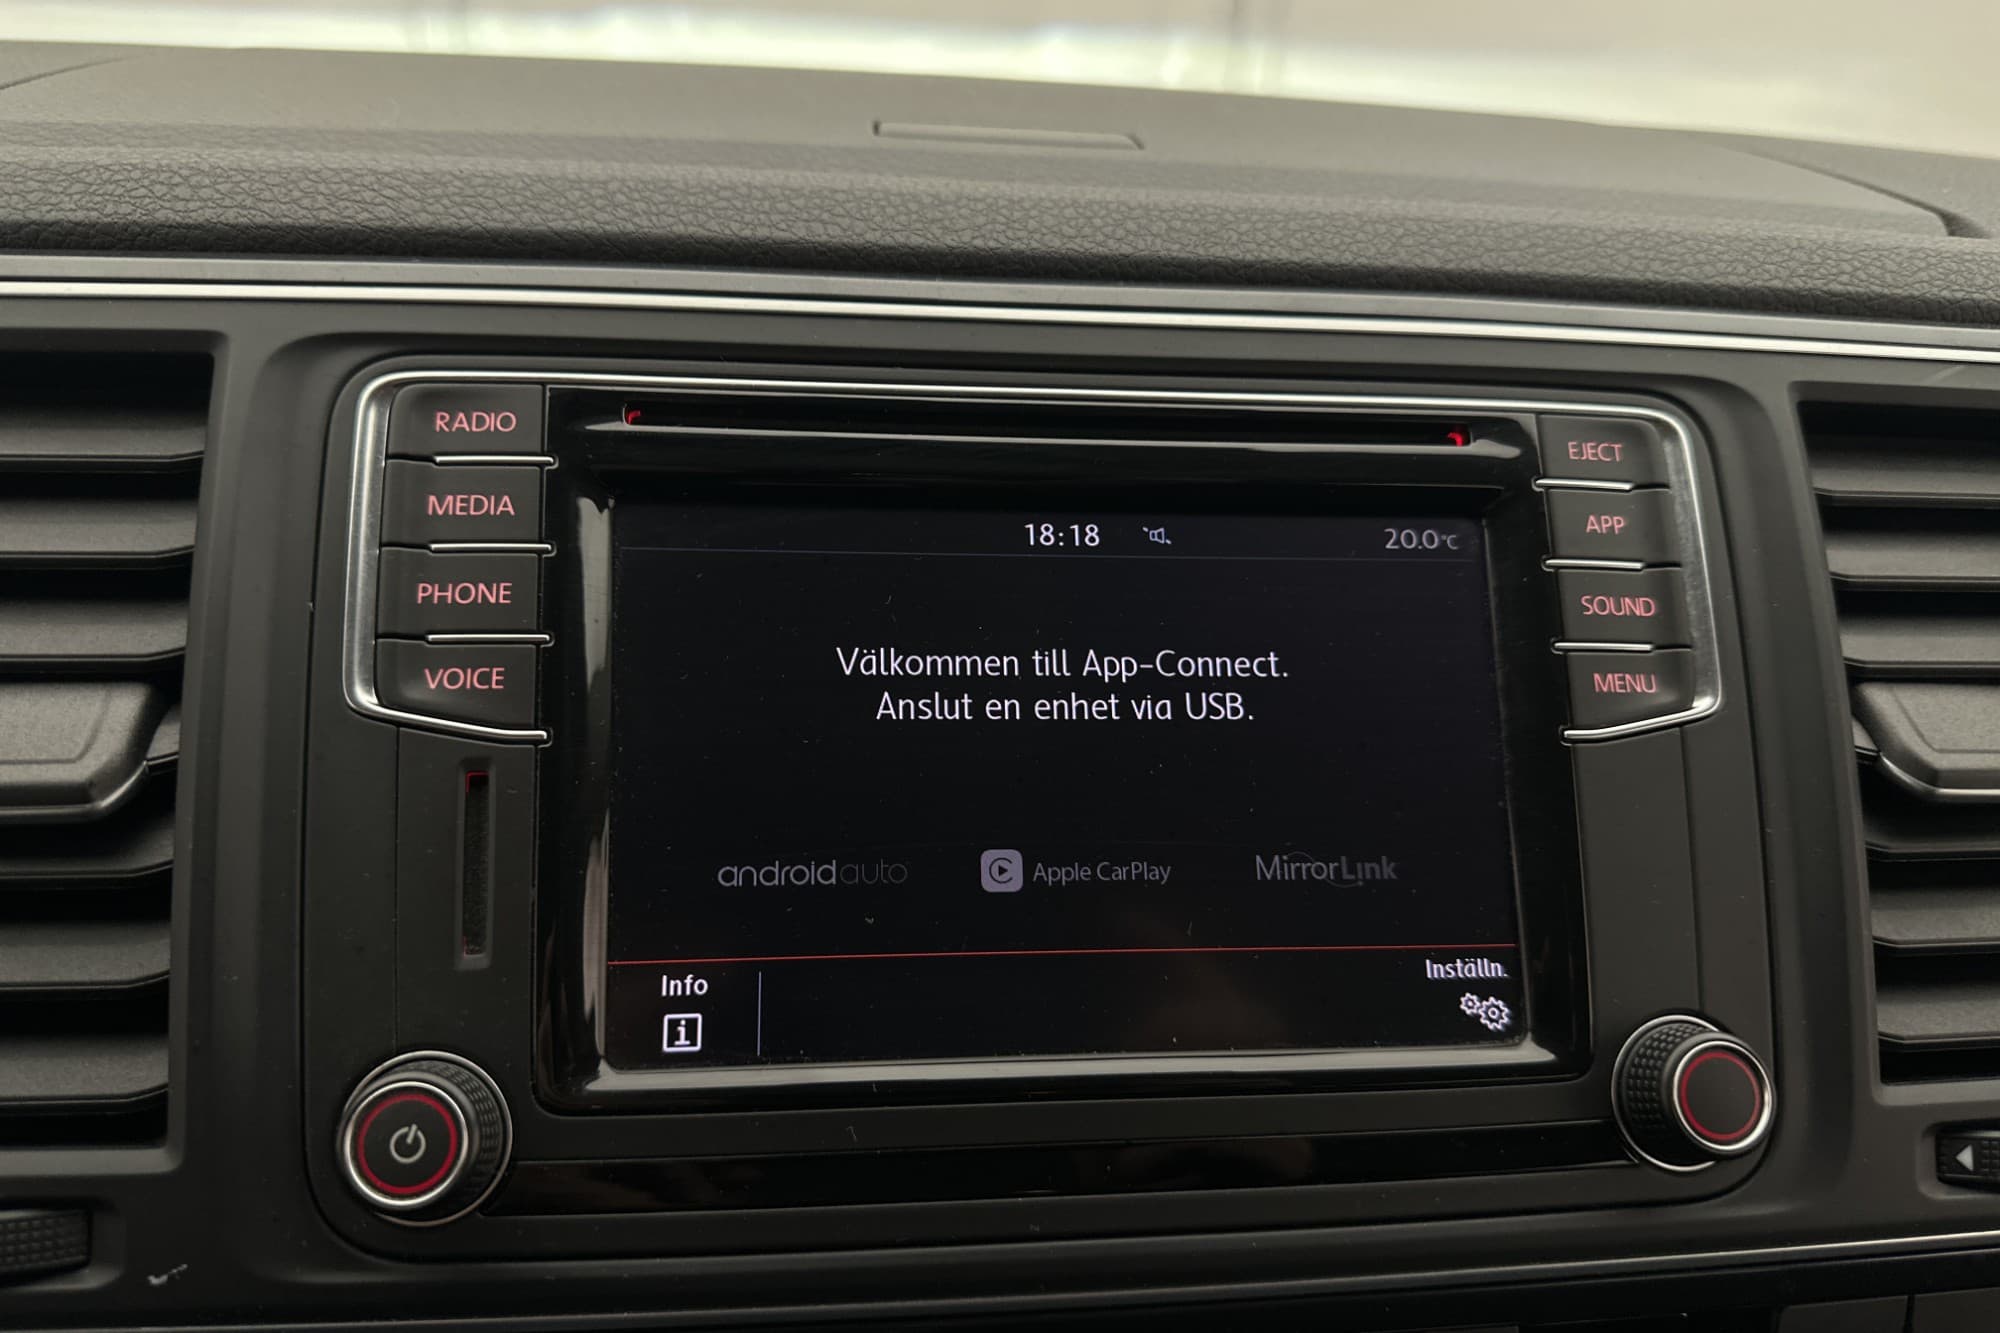 RADIO
MEDIA
PHONE
VOICE
EJECT
APP
SOUND
MENU
18:18
20.0°C
Välkommen till App-Connect.
Anslut en enhet via USB.
androidauto
Apple CarPlay
MirrorLink
Info
Inställn.